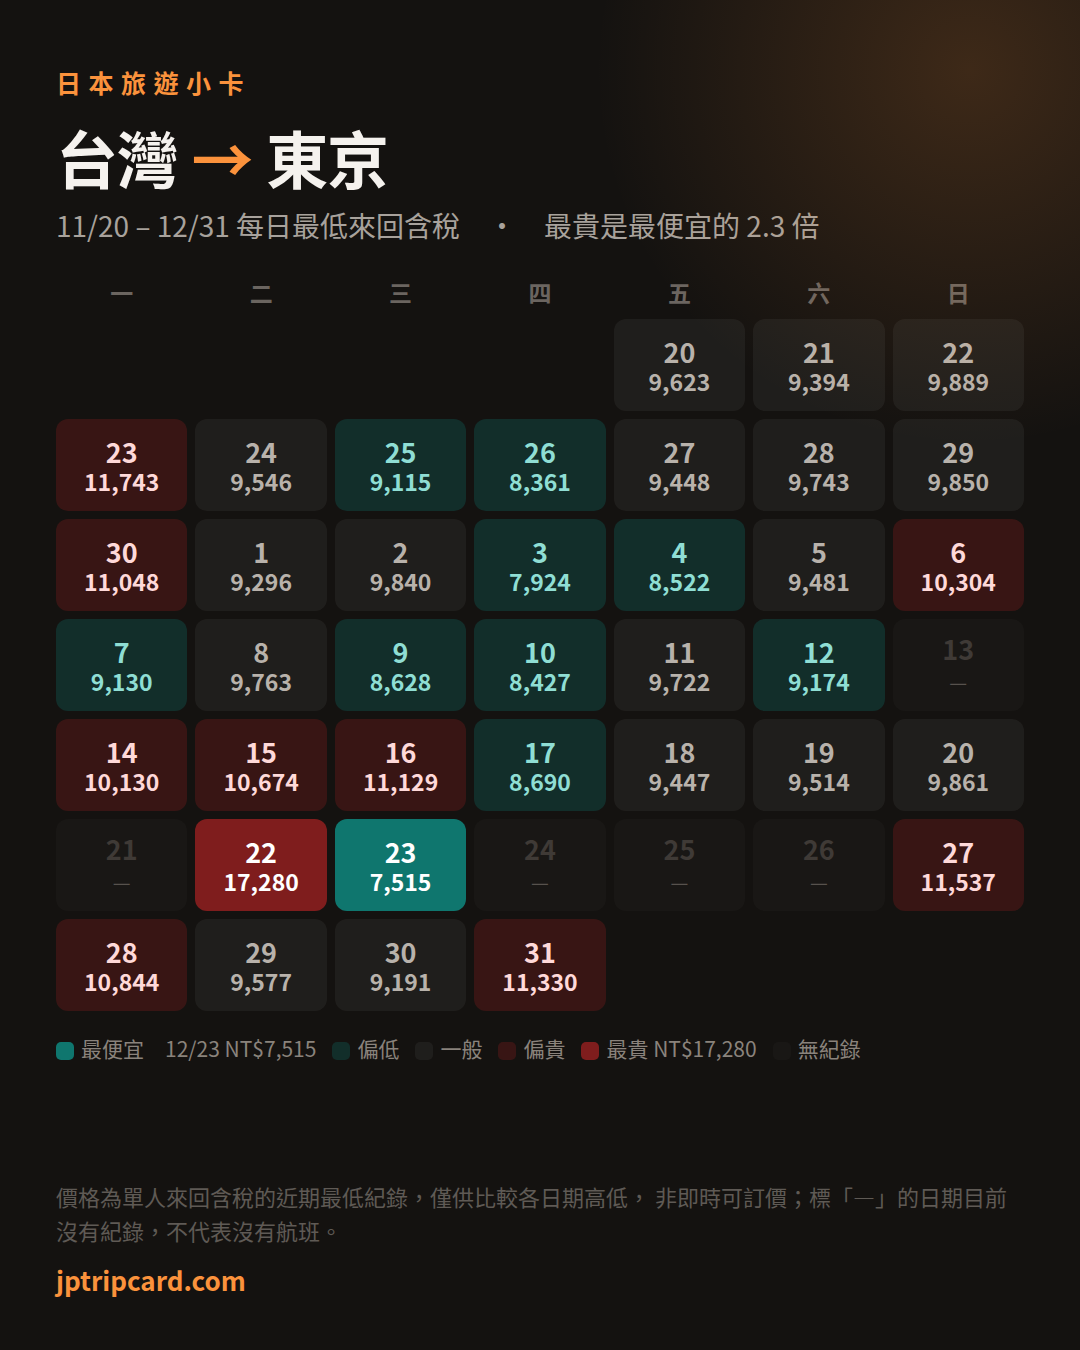 日本旅遊小卡
台灣 → 東京
11/20 – 12/31 每日最低來回含稅 ・ 最貴是最便宜的 2.3 倍
一 二 三 四 五 六 日
20 21 22
9,623 9,394 9,889
23 24 25 26 27 28 29
11,743 9,546 9,115 8,361 9,448 9,743 9,850
30 1 2 3 4 5 6
11,048 9,296 9,840 7,924 8,522 9,481 10,304
7 8 9 10 11 12 13
9,130 9,763 8,628 8,427 9,722 9,174 —
14 15 16 17 18 19 20
10,130 10,674 11,129 8,690 9,447 9,514 9,861
21 22 23 24 25 26 27
— 17,280 7,515 — — — 11,537
28 29 30 31
10,844 9,577 9,191 11,330
最便宜 12/23 NT$7,515 偏低 一般 偏貴 最貴 NT$17,280 無紀錄
價格為單人來回含稅的近期最低紀錄，僅供比較各日期高低， 非即時可訂價；標「—」的日期目前
沒有紀錄，不代表沒有航班。
jptripcard.com